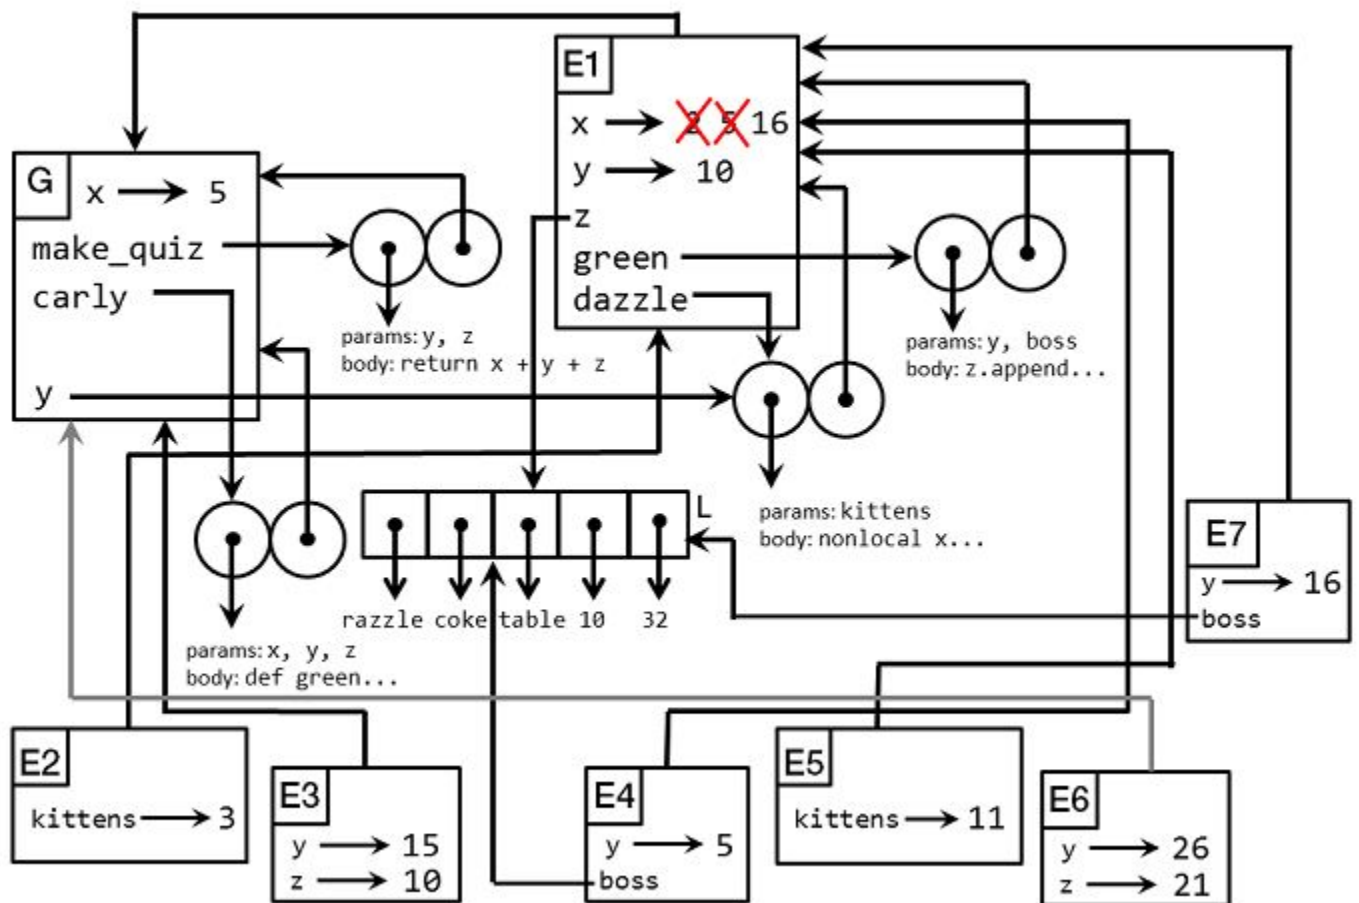 E1
x 2 5 16
y 10
z
green
dazzle
G
x 5
make_quiz
carly
y
params: y, z
body: return x + y + z
params: y, boss
body: z.append...
params: kittens
body: nonlocal x...
L
razzle coke table 10 32
params: x, y, z
body: def green...
E7
y 16
boss
E2
kittens 3
E3
y 15
z 10
E4
y 5
boss
E5
kittens 11
E6
y 26
z 21